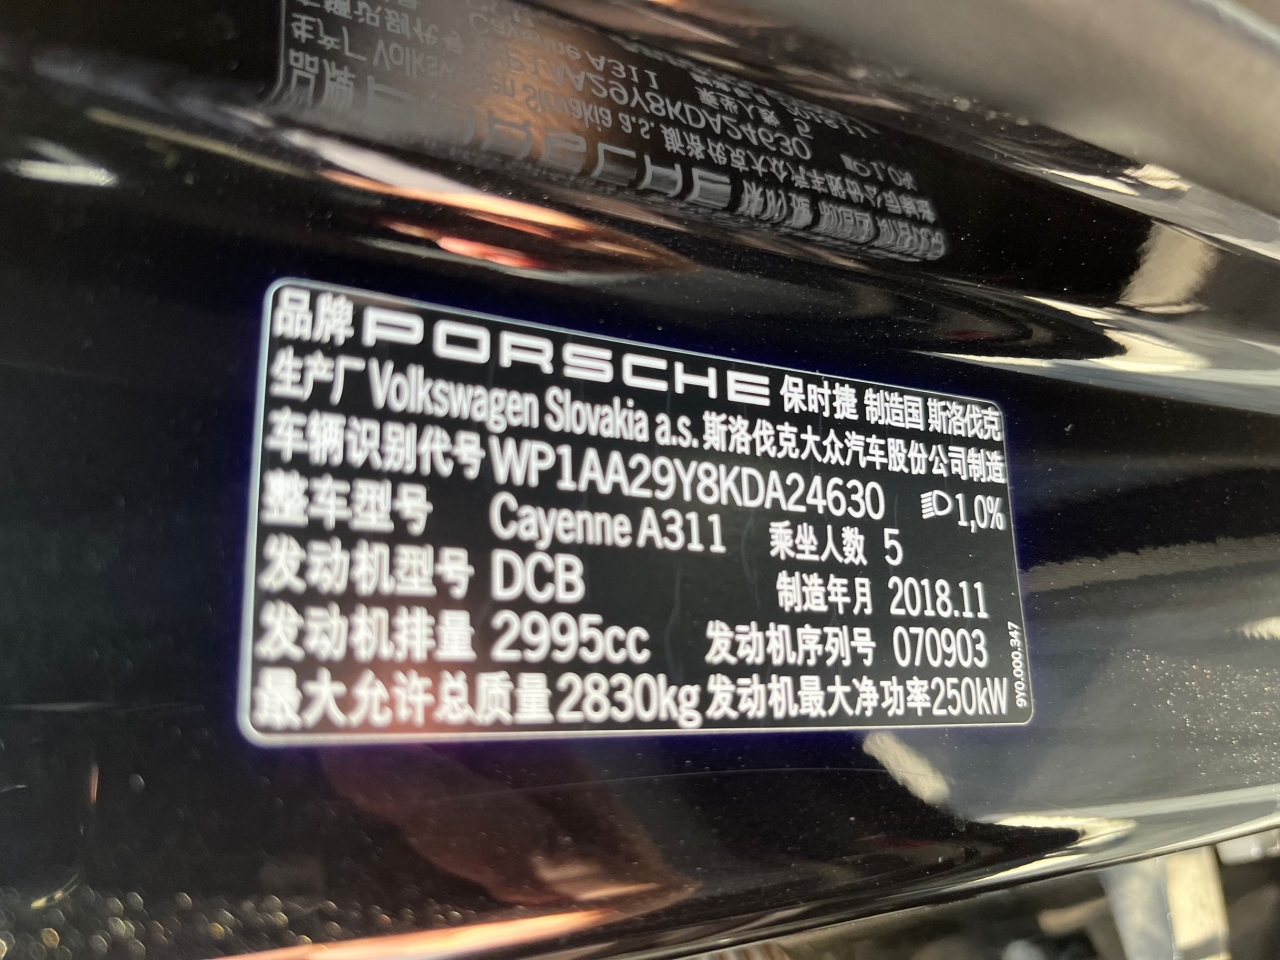 品牌 PORSCHE 保时捷 制造国 斯洛伐克
生产厂 Volkswagen Slovakia a.s. 斯洛伐克大众汽车股份公司制造
车辆识别代号 WP1AA29Y8KDA24630 1,0%
整车型号 Cayenne A311 乘坐人数 5
发动机型号 DCB 制造年月 2018.11
发动机排量 2995cc 发动机序列号 070903
最大允许总质量 2830kg 发动机最大净功率 250kW
9Y0.000.347